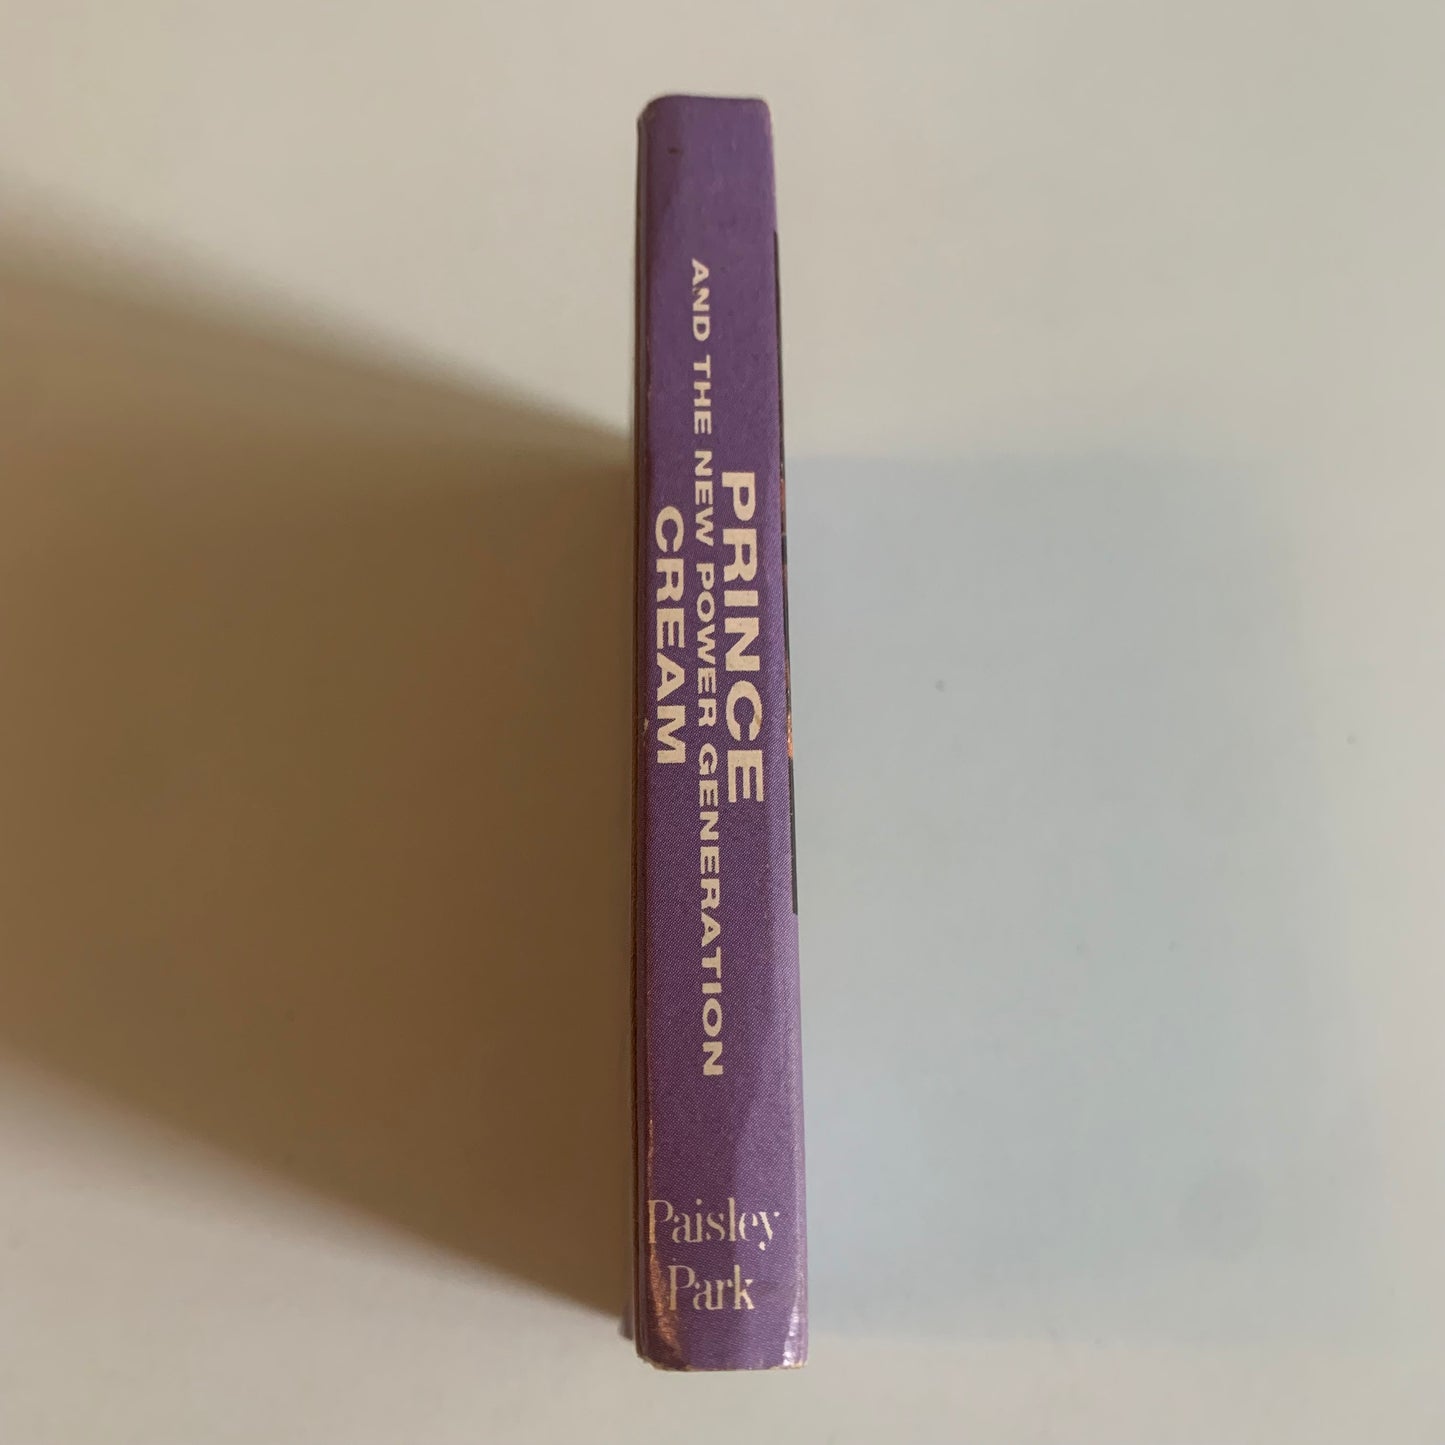 PRINCE
AND THE NEW POWER GENERATION
CREAM
Paisley
Park